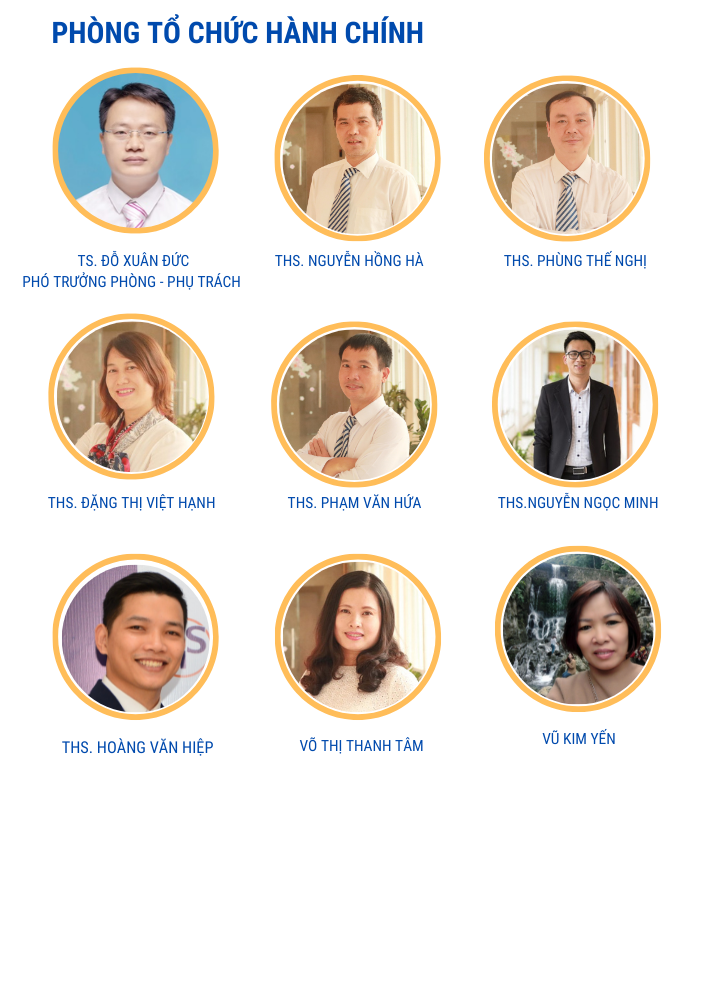 PHÒNG TỔ CHỨC HÀNH CHÍNH
TS. ĐỖ XUÂN ĐỨC
PHÓ TRƯỞNG PHÒNG - PHỤ TRÁCH
THS. NGUYỄN HỒNG HÀ
THS. PHÙNG THẾ NGHỊ
THS. ĐẶNG THỊ VIỆT HẠNH
THS. PHẠM VĂN HỨA
THS.NGUYỄN NGỌC MINH
THS. HOÀNG VĂN HIỆP
VÕ THỊ THANH TÂM
VŨ KIM YẾN